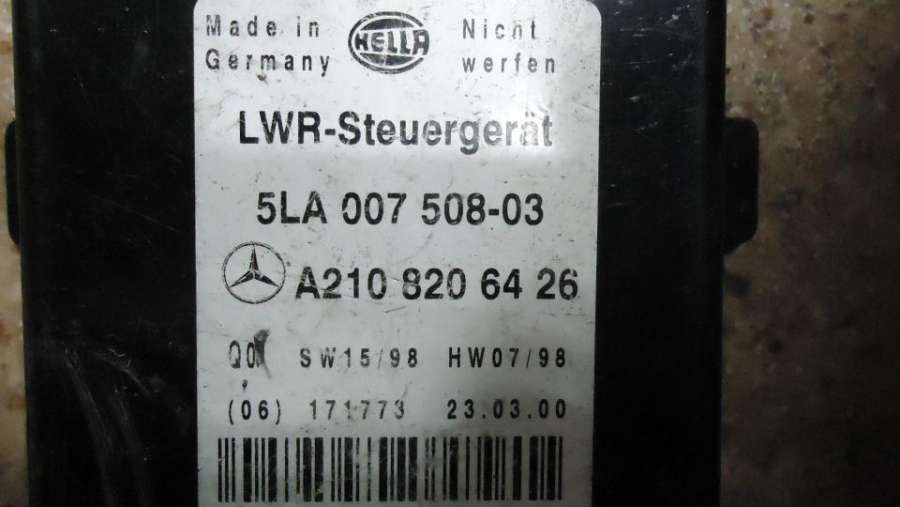 Made in
Germany
HELLA
Nicht
werfen
LWR-Steuergerät
5LA 007 508-03
A210 820 64 26
SW15/98 HW07/98
(06) 171773 23.03.00